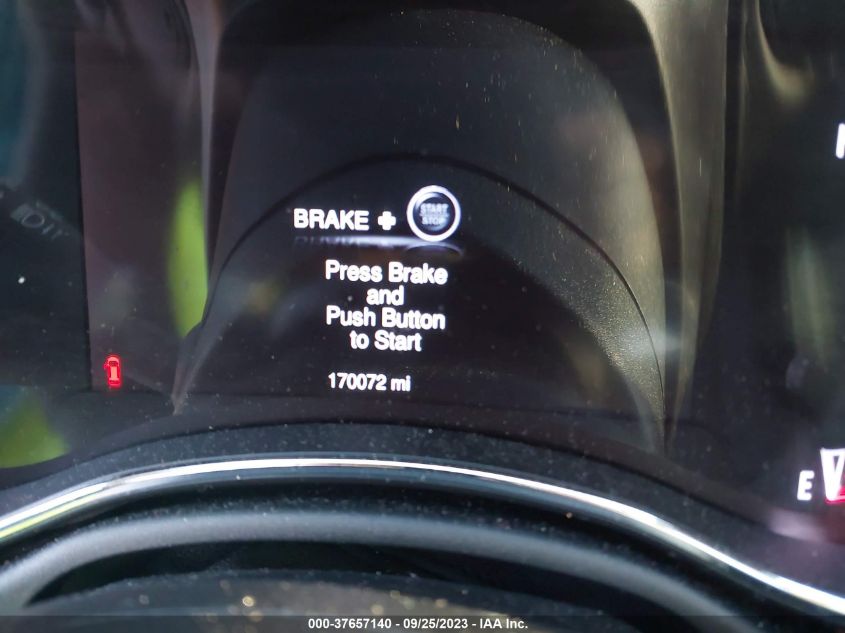 BRAKE + START STOP
Press Brake
and
Push Button
to Start
170072 mi
E
000-37657140 - 09/25/2023 - IAA Inc.